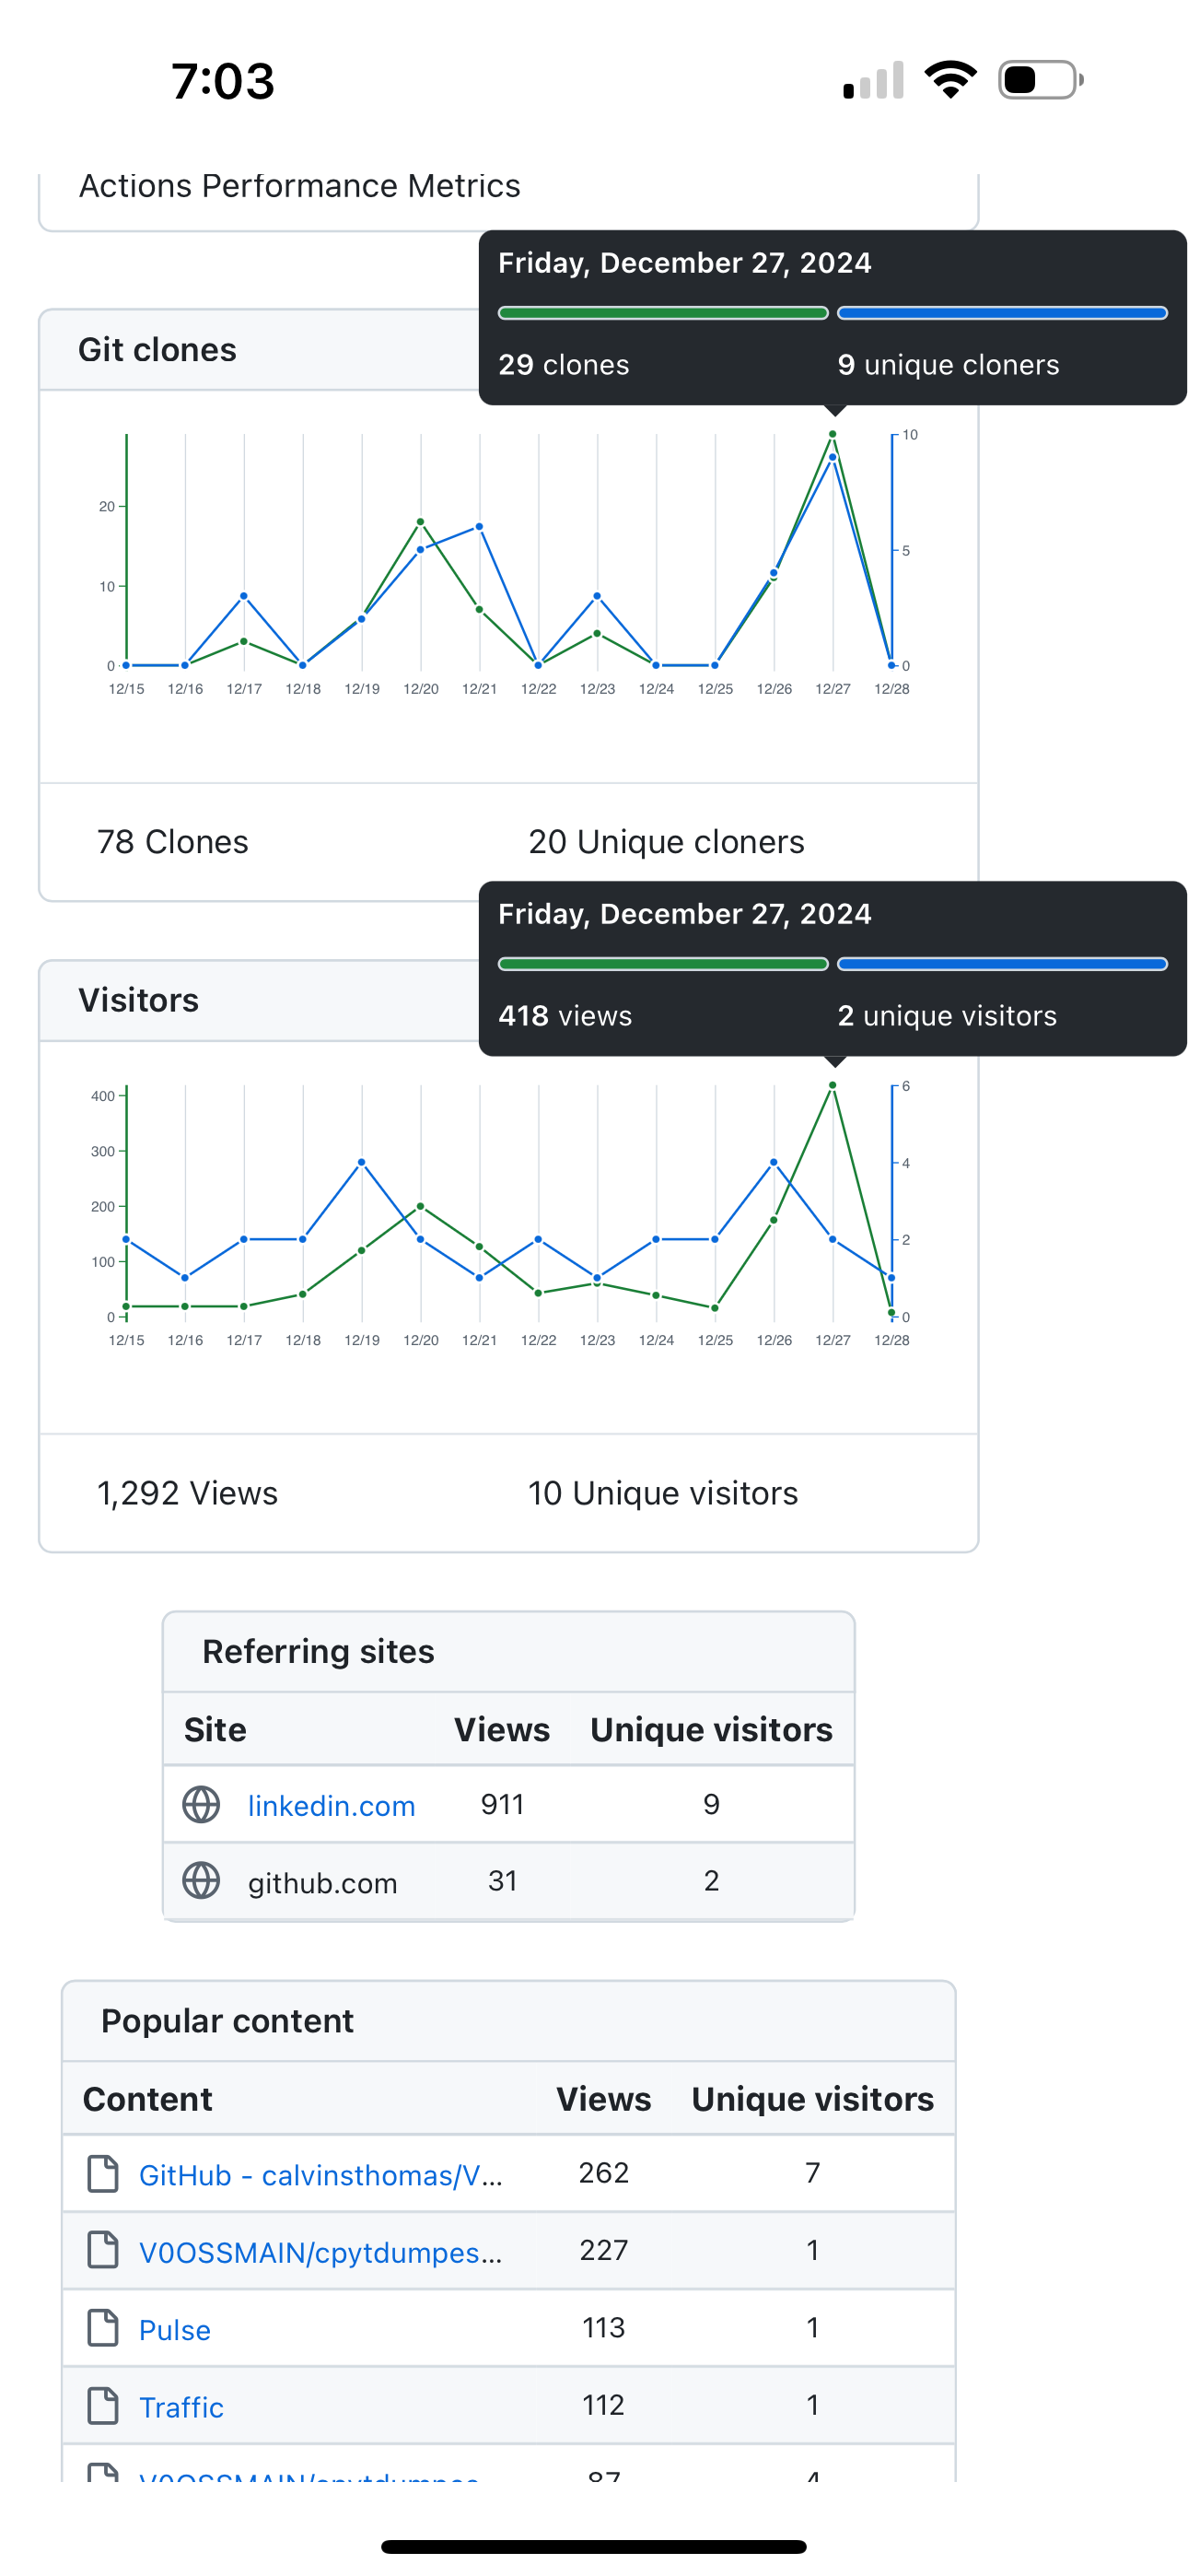 7:03
Actions Performance Metrics
Friday, December 27, 2024
29 clones 9 unique cloners
Git clones
10
20
5
10
0 0
12/15 12/16 12/17 12/18 12/19 12/20 12/21 12/22 12/23 12/24 12/25 12/26 12/27 12/28
78 Clones 20 Unique cloners
Friday, December 27, 2024
418 views 2 unique visitors
Visitors
400 6
300 4
200
100 2
0 0
12/15 12/16 12/17 12/18 12/19 12/20 12/21 12/22 12/23 12/24 12/25 12/26 12/27 12/28
1,292 Views 10 Unique visitors
Referring sites
Site Views Unique visitors
linkedin.com 911 9
github.com 31 2
Popular content
Content Views Unique visitors
GitHub - calvinsthomas/V... 262 7
V0OSSMAIN/cpytdumpes... 227 1
Pulse 113 1
Traffic 112 1
V0OSSMAIN/cpytdumpes 87 4